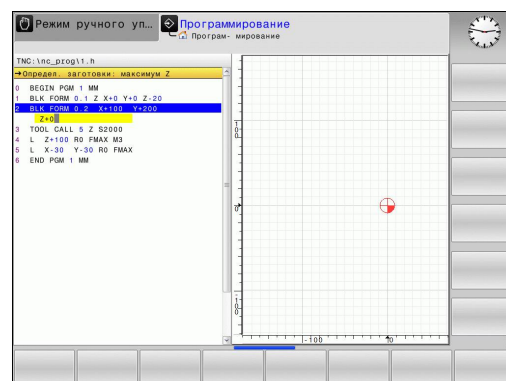 Режим ручного уп...
Программирование
Програм- мирование
TNC:\nc_prog\1.h
→Определ. заготовки: максимум Z
0 BEGIN PGM 1 MM
1 BLK FORM 0.1 Z X+0 Y+0 Z-20
2 BLK FORM 0.2 X+100 Y+200
Z+0
3 TOOL CALL 5 Z S2000
4 L Z+100 R0 FMAX M3
5 L X-30 Y-30 R0 FMAX
6 END PGM 1 MM
100
0
-100
-100
0